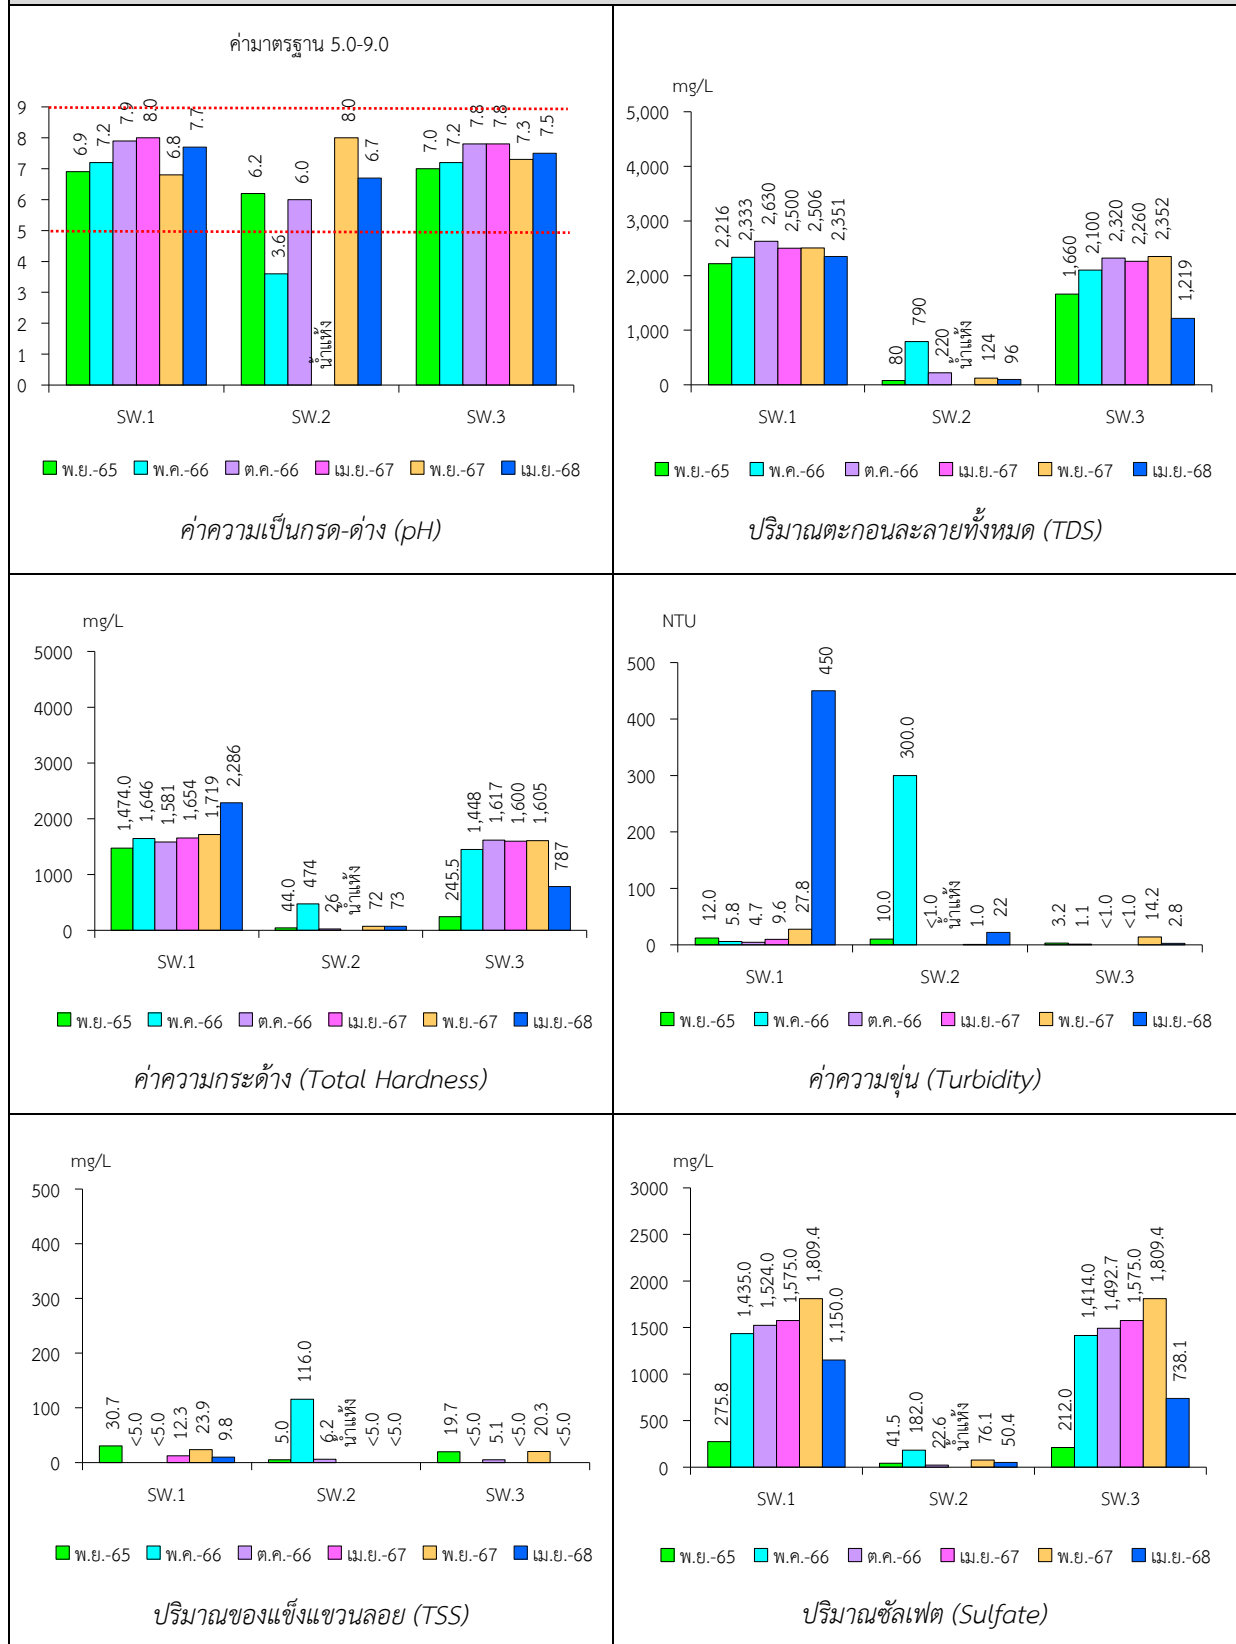 ค่ามาตรฐาน 5.0-9.0
9
8
7
6
5
4
3
2
1
0
6.9 7.2 7.9 8.0 6.8 7.7
6.2 3.6 6.0 น้ำแห้ง 8.0 6.7
7.0 7.2 7.8 7.8 7.3 7.5
SW.1 SW.2 SW.3
พ.ย.-65 พ.ค.-66 ต.ค.-66 เม.ย.-67 พ.ย.-67 เม.ย.-68
ค่าความเป็นกรด-ด่าง (pH)
mg/L
5,000
4,000
3,000
2,000
1,000
0
2,216 2,333 2,630 2,500 2,506 2,351
80 790 220 น้ำแห้ง 124 96
1,660 2,100 2,320 2,260 2,352 1,219
SW.1 SW.2 SW.3
พ.ย.-65 พ.ค.-66 ต.ค.-66 เม.ย.-67 พ.ย.-67 เม.ย.-68
ปริมาณตะกอนละลายทั้งหมด (TDS)
mg/L
5000
4000
3000
2000
1000
0
1,474.0 1,646 1,581 1,654 1,719 2,286
44.0 474 26 น้ำแห้ง 72 73
245.5 1,448 1,617 1,600 1,605 787
SW.1 SW.2 SW.3
พ.ย.-65 พ.ค.-66 ต.ค.-66 เม.ย.-67 พ.ย.-67 เม.ย.-68
ค่าความกระด้าง (Total Hardness)
NTU
500
400
300
200
100
0
12.0 5.8 4.7 9.6 27.8 450
10.0 300.0 <1.0 น้ำแห้ง 1.0 22
3.2 1.1 <1.0 <1.0 14.2 2.8
SW.1 SW.2 SW.3
พ.ย.-65 พ.ค.-66 ต.ค.-66 เม.ย.-67 พ.ย.-67 เม.ย.-68
ค่าความขุ่น (Turbidity)
mg/L
500
400
300
200
100
0
30.7 <5.0 <5.0 12.3 23.9 9.8
5.0 116.0 6.2 น้ำแห้ง <5.0 <5.0
19.7 <5.0 5.1 <5.0 20.3 <5.0
SW.1 SW.2 SW.3
พ.ย.-65 พ.ค.-66 ต.ค.-66 เม.ย.-67 พ.ย.-67 เม.ย.-68
ปริมาณของแข็งแขวนลอย (TSS)
mg/L
3000
2500
2000
1500
1000
500
0
275.8 1,435.0 1,524.0 1,575.0 1,809.4 1,150.0
41.5 182.0 22.6 น้ำแห้ง 76.1 50.4
212.0 1,414.0 1,492.7 1,575.0 1,809.4 738.1
SW.1 SW.2 SW.3
พ.ย.-65 พ.ค.-66 ต.ค.-66 เม.ย.-67 พ.ย.-67 เม.ย.-68
ปริมาณซัลเฟต (Sulfate)